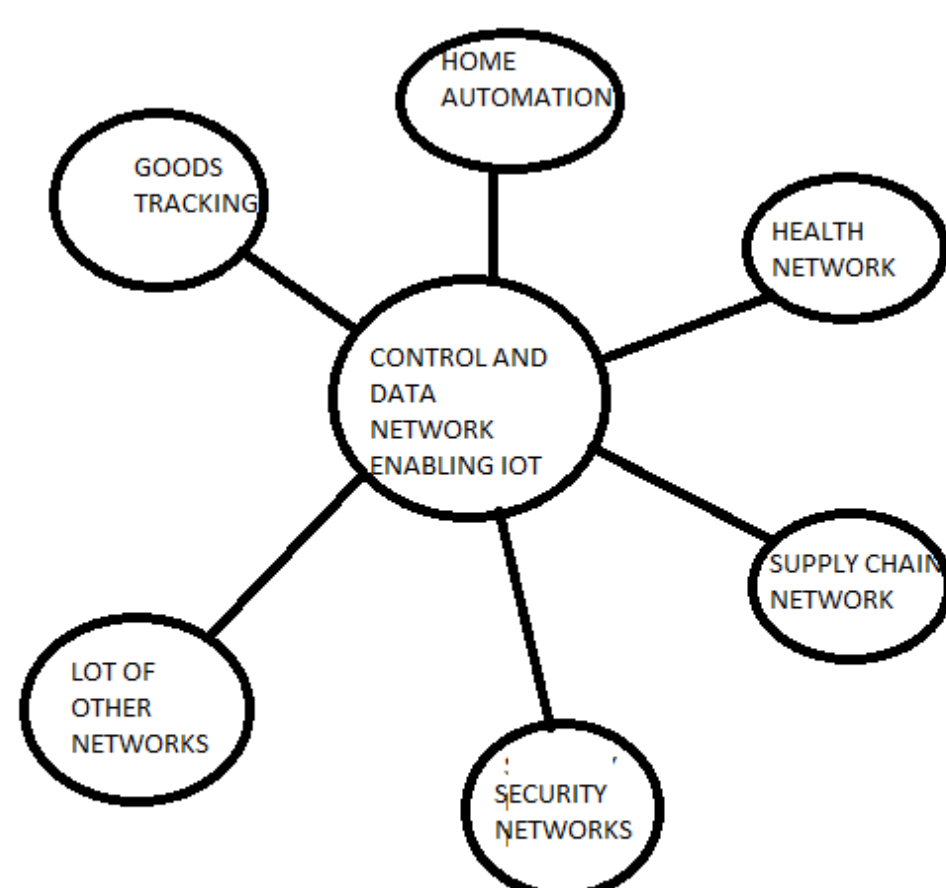 HOME
AUTOMATION
GOODS
TRACKING
HEALTH
NETWORK
CONTROL AND
DATA
NETWORK
ENABLING IOT
SUPPLY CHAIN
NETWORK
LOT OF
OTHER
NETWORKS
SECURITY
NETWORKS